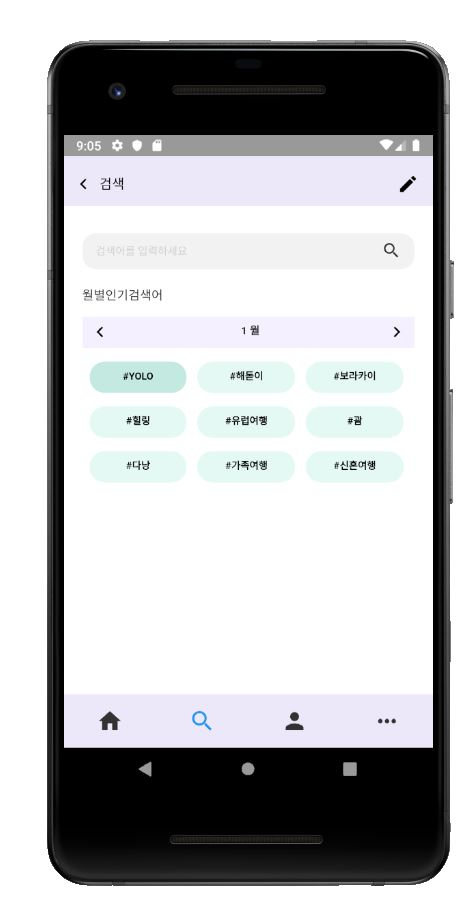 9:05
검색
검색어를 입력하세요
월별인기검색어
1 월
#YOLO #해돋이 #보라카이
#힐링 #유럽여행 #괌
#다낭 #가족여행 #신혼여행